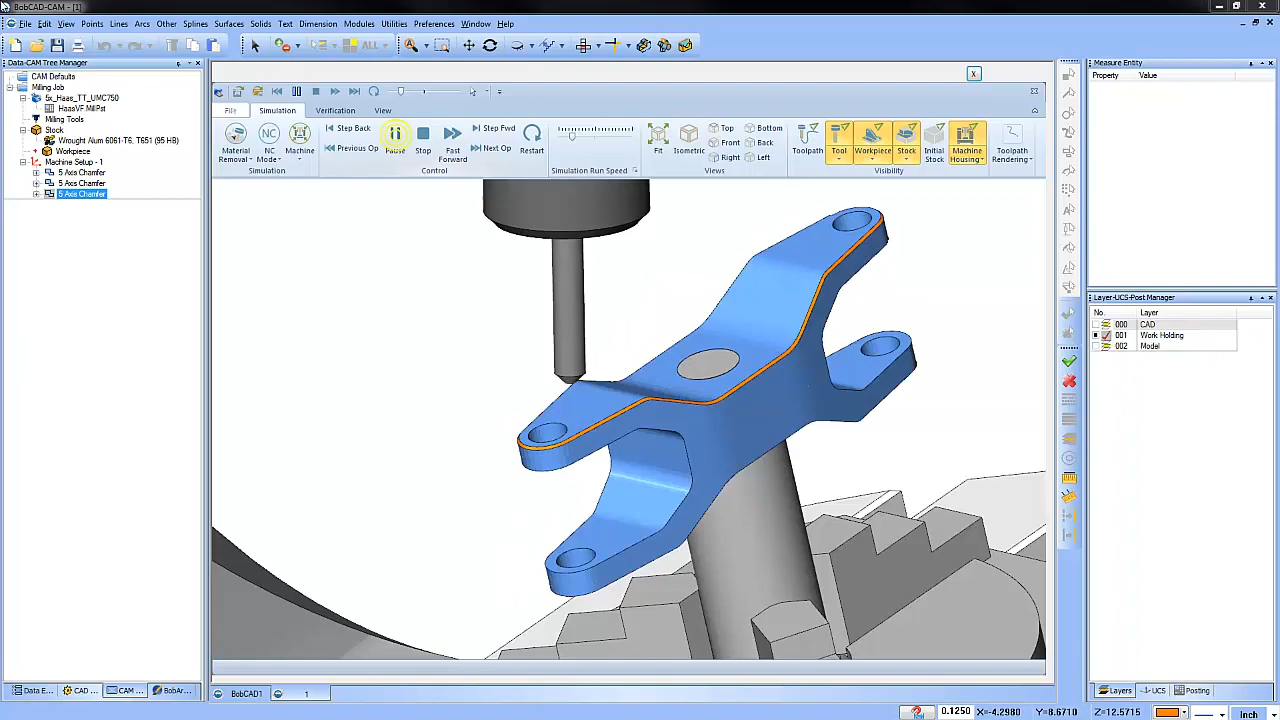 BobCAD-CAM - [1]
File Edit View Points Lines Arcs Other Splines Surfaces Solids Text Dimension Modules Utilities Preferences Window Help
ALL
Data-CAM Tree Manager
CAM Defaults
Milling Job
5x_Haas_TT_UMC750
HaasVF.MillPst
Milling Tools
Stock
Wrought Alum 6061-T6, T651 (95 HB)
Workpiece
Machine Setup - 1
5 Axis Chamfer
5 Axis Chamfer
5 Axis Chamfer
x
File Simulation Verification View
Material Removal
NC Mode
Machine
Simulation
Step Back
Previous Op
Pause
Stop
Fast Forward
Step Fwd
Next Op
Restart
Control
Simulation Run Speed
Fit
Isometric
Top
Front
Right
Bottom
Back
Left
Views
Toolpath
Tool
Workpiece
Stock
Initial Stock
Machine Housing
Visibility
Toolpath Rendering
Measure Entity
Property Value
Layer-UCS-Post Manager
No. Layer
000 CAD
001 Work Holding
002 Model
Data E... CAD ... CAM ... BobAr...
BobCAD1 1
Layers UCS Posting
0.1250 X=-4.2980 Y=8.6710 Z=12.5715 Inch